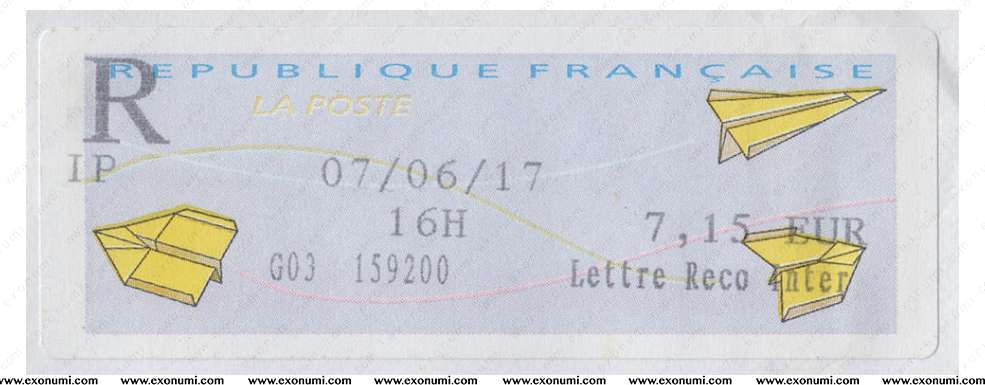 R
REPUBLIQUE FRANÇAISE
LA POSTE
IP 07/06/17
16H 7,15 EUR
G03 159200 Lettre Reco Inter
www.exonumi.com www.exonumi.com www.exonumi.com www.exonumi.com www.exonumi.com www.exonumi.com www.exonumi.com www.exonumi.com